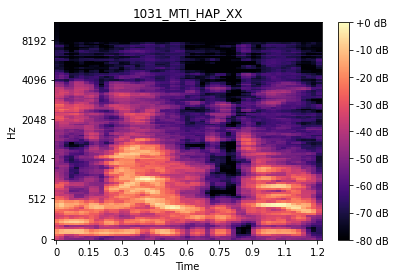 1031_MTI_HAP_XX
Hz
8192
4096
2048
1024
512
0
0 0.15 0.3 0.45 0.6 0.75 0.9 1.1 1.2
Time
+0 dB
-10 dB
-20 dB
-30 dB
-40 dB
-50 dB
-60 dB
-70 dB
-80 dB